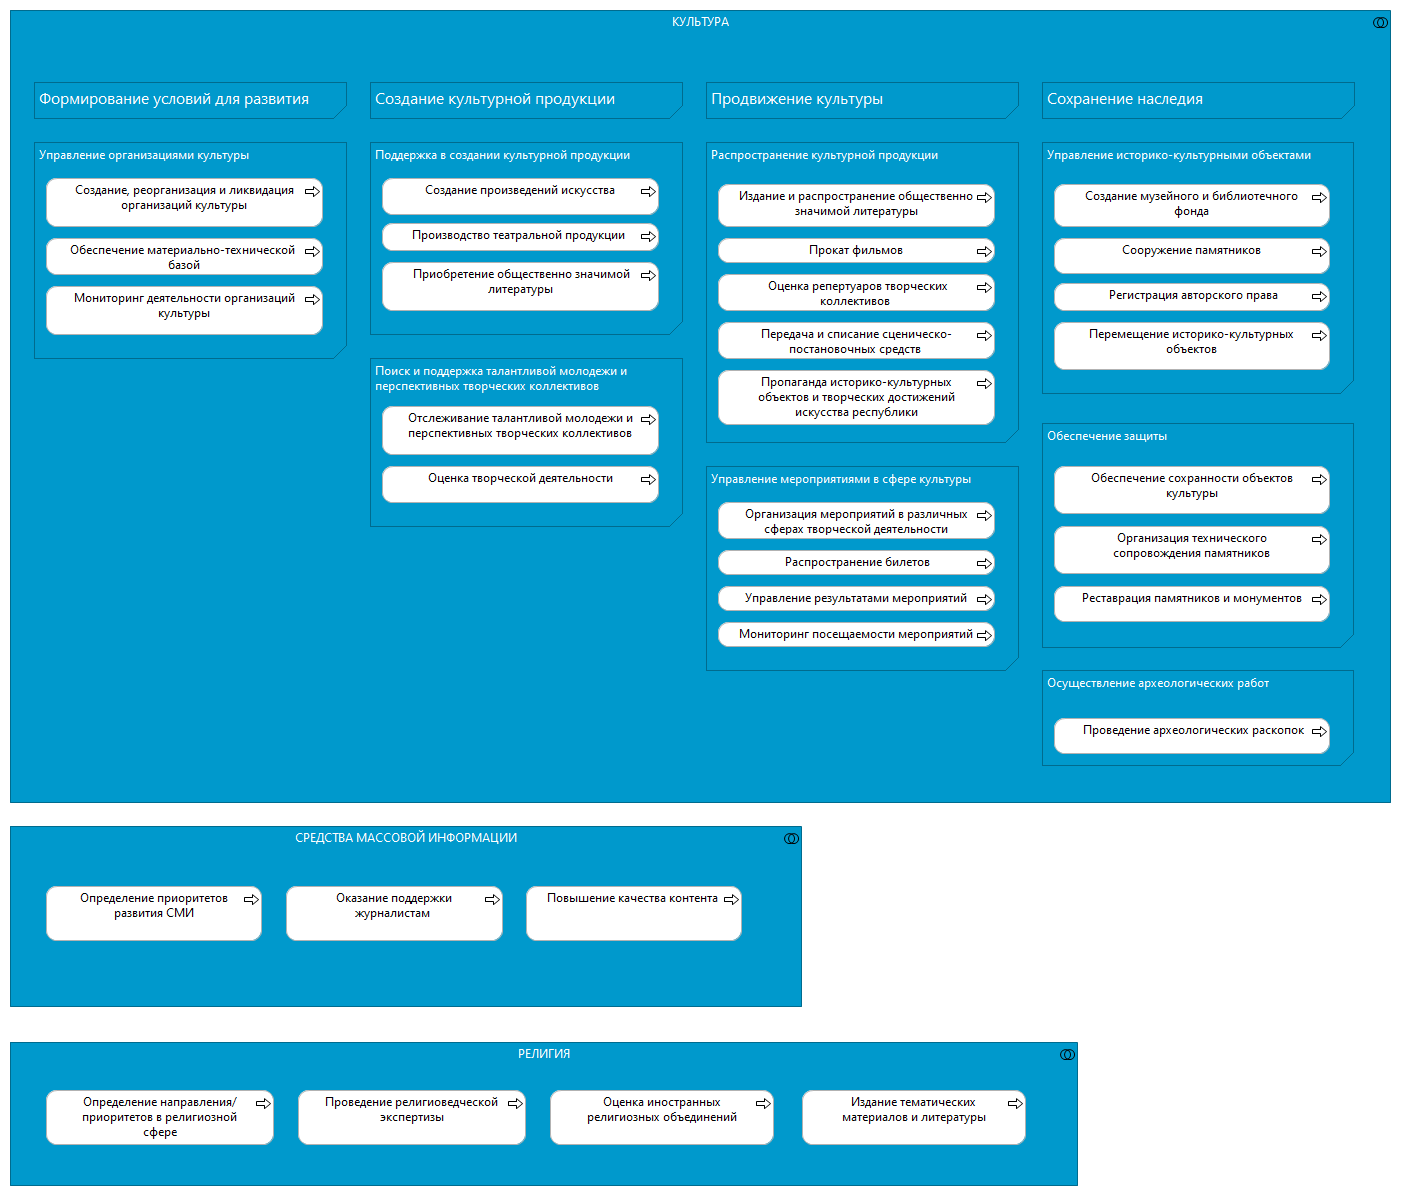 КУЛЬТУРА
Формирование условий для развития
Управление организациями культуры
Создание, реорганизация и ликвидация
организаций культуры
Обеспечение материально-технической
базой
Мониторинг деятельности организаций
культуры
Создание культурной продукции
Поддержка в создании культурной продукции
Создание произведений искусства
Производство театральной продукции
Приобретение общественно значимой
литературы
Поиск и поддержка талантливой молодежи и
перспективных творческих коллективов
Отслеживание талантливой молодежи и
перспективных творческих коллективов
Оценка творческой деятельности
Продвижение культуры
Распространение культурной продукции
Издание и распространение общественно
значимой литературы
Прокат фильмов
Оценка репертуаров творческих
коллективов
Передача и списание сценическо-
постановочных средств
Пропаганда историко-культурных
объектов и творческих достижений
искусства республики
Управление мероприятиями в сфере культуры
Организация мероприятий в различных
сферах творческой деятельности
Распространение билетов
Управление результатами мероприятий
Мониторинг посещаемости мероприятий
Сохранение наследия
Управление историко-культурными объектами
Создание музейного и библиотечного
фонда
Сооружение памятников
Регистрация авторского права
Перемещение историко-культурных
объектов
Обеспечение защиты
Обеспечение сохранности объектов
культуры
Организация технического
сопровождения памятников
Реставрация памятников и монументов
Осуществление археологических работ
Проведение археологических раскопок
СРЕДСТВА МАССОВОЙ ИНФОРМАЦИИ
Определение приоритетов
развития СМИ
Оказание поддержки
журналистам
Повышение качества контента
РЕЛИГИЯ
Определение направления/
приоритетов в религиозной
сфере
Проведение религиоведческой
экспертизы
Оценка иностранных
религиозных объединений
Издание тематических
материалов и литературы